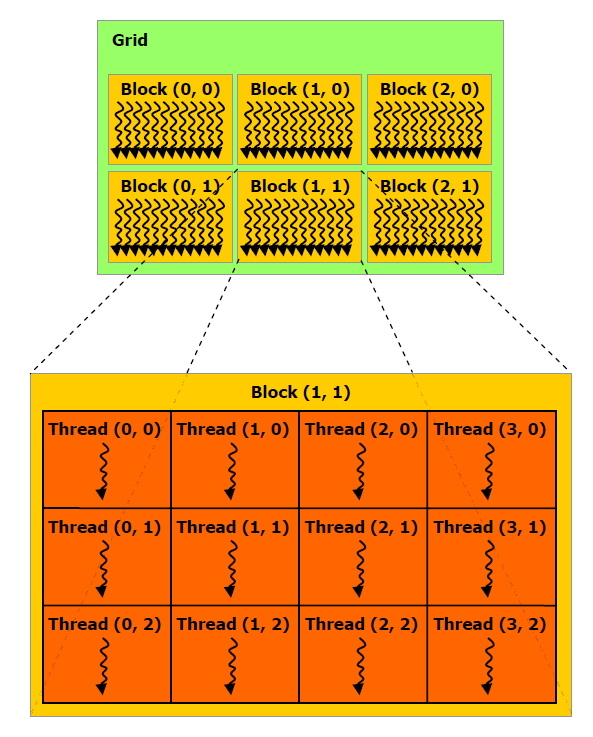 Grid
Block (0, 0) Block (1, 0) Block (2, 0)
Block (0, 1) Block (1, 1) Block (2, 1)
Block (1, 1)
Thread (0, 0) Thread (1, 0) Thread (2, 0) Thread (3, 0)
Thread (0, 1) Thread (1, 1) Thread (2, 1) Thread (3, 1)
Thread (0, 2) Thread (1, 2) Thread (2, 2) Thread (3, 2)